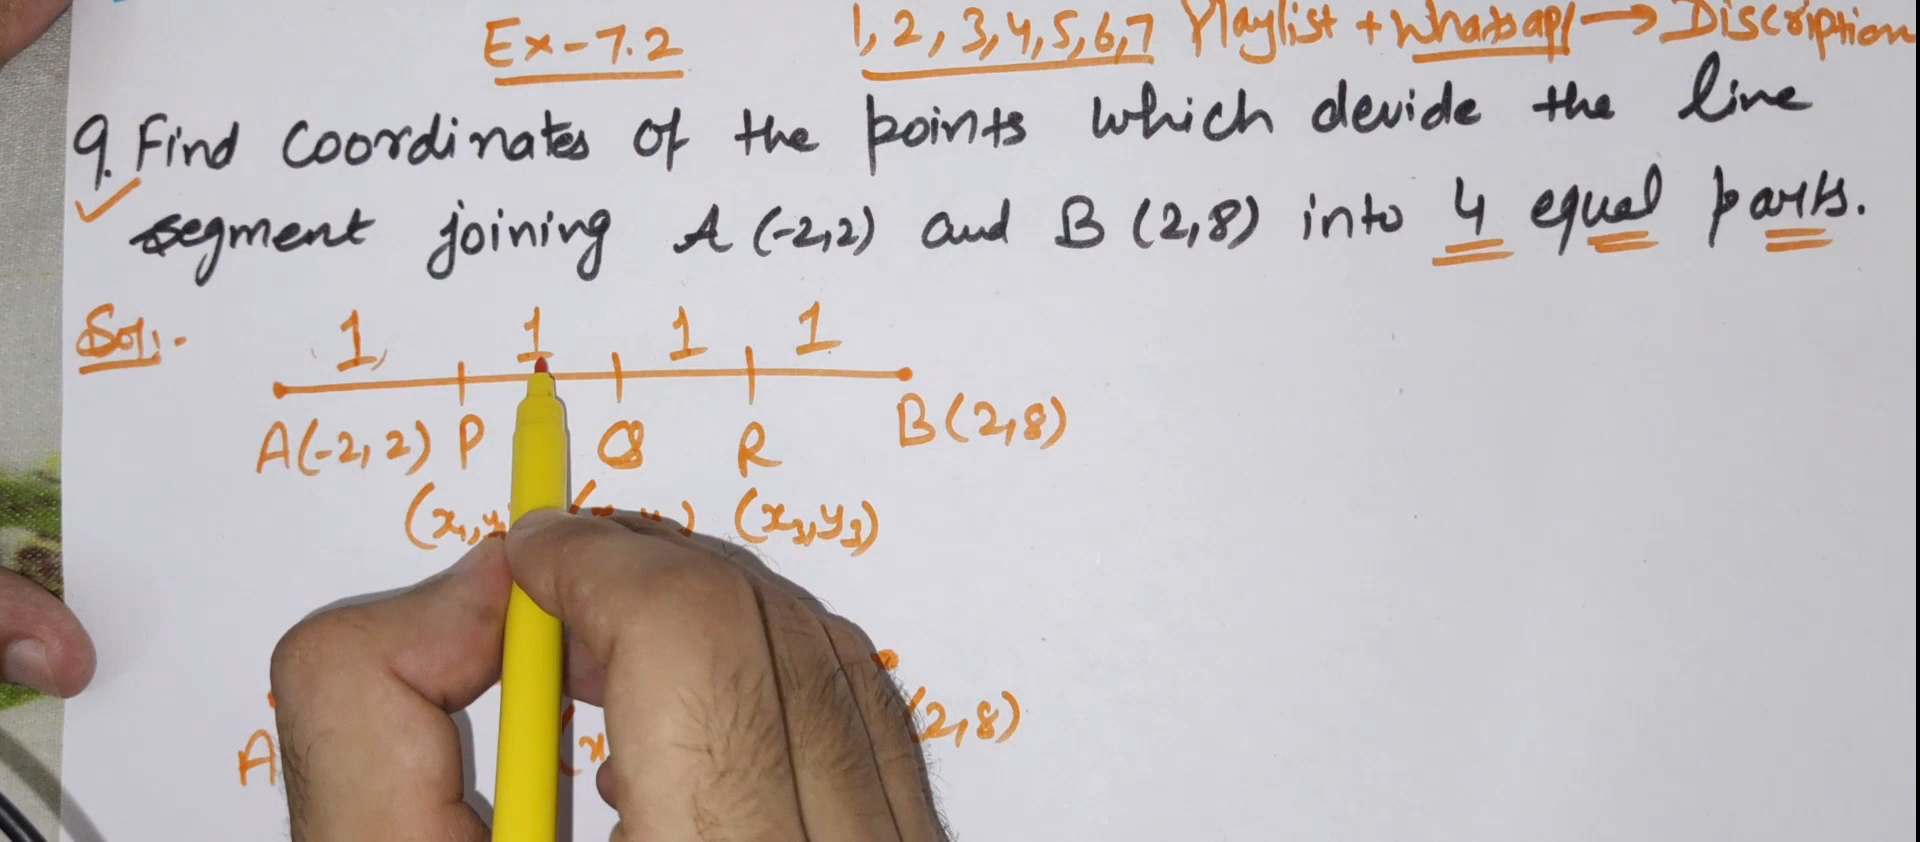 Ex-7.2 1,2,3,4,5,6,7 Playlist + Whatsapp → Discription
9. Find Coordinates of the points which devide the line
segment joining A (-2,2) and B (2,8) into 4 equal parts.
Sol:-
1 1 1 1
A(-2,2) P Q R B(2,8)
(x₁,y (x₃,y₃)
A (x (2,8)